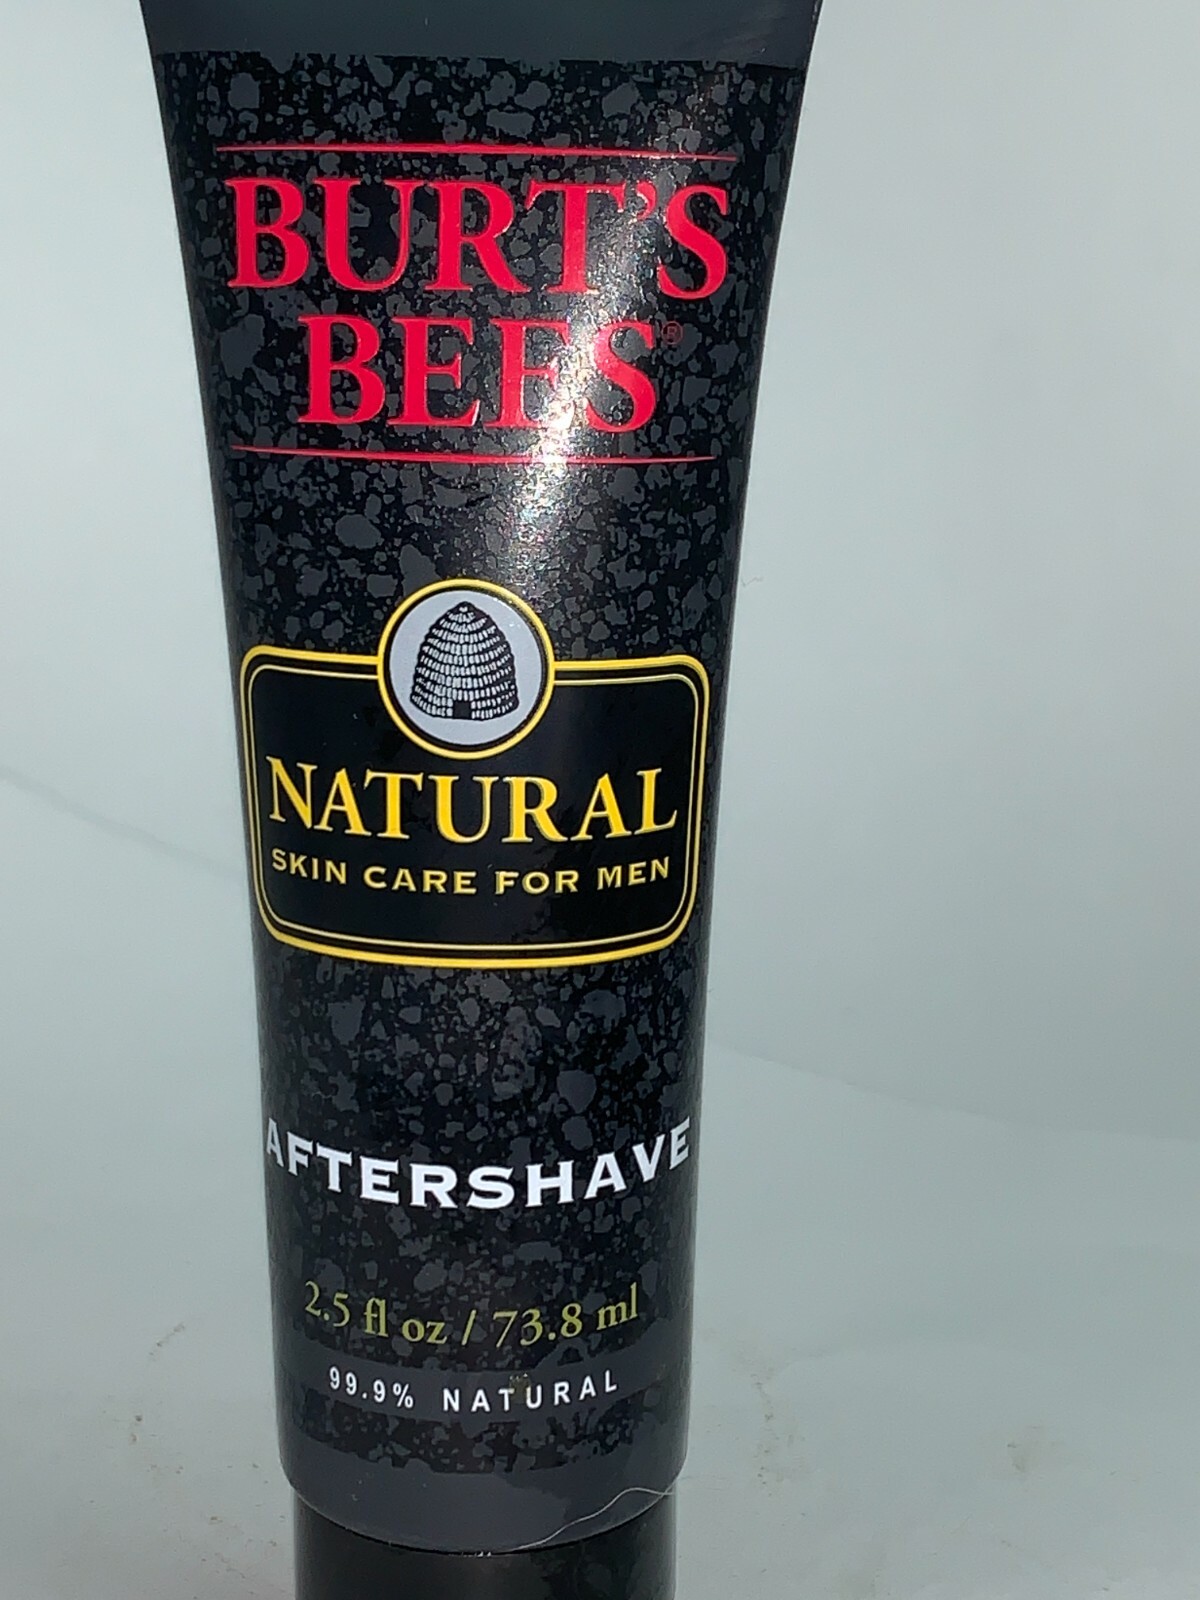 BURT'S
BEES®
NATURAL
SKIN CARE FOR MEN
AFTERSHAVE
2.5 fl oz / 73.8 ml
99.9% NATURAL